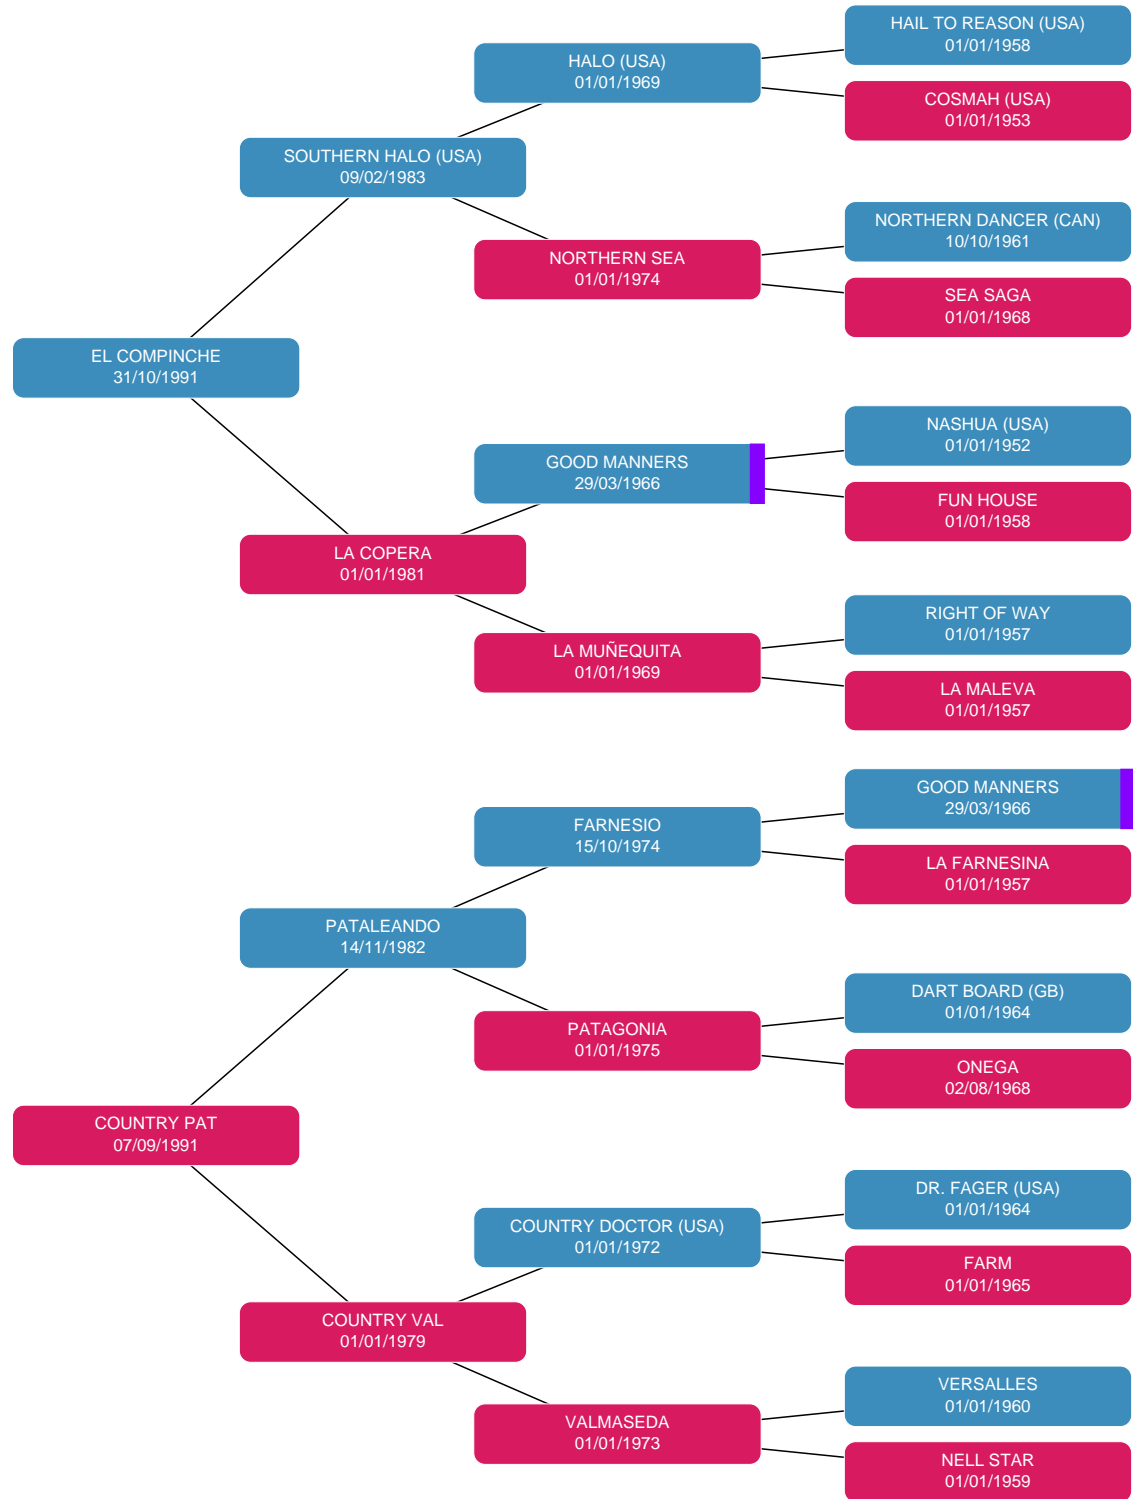 HAIL TO REASON (USA)
01/01/1958
HALO (USA)
01/01/1969
COSMAH (USA)
01/01/1953
SOUTHERN HALO (USA)
09/02/1983
NORTHERN DANCER (CAN)
10/10/1961
NORTHERN SEA
01/01/1974
SEA SAGA
01/01/1968
EL COMPINCHE
31/10/1991
NASHUA (USA)
01/01/1952
GOOD MANNERS
29/03/1966
FUN HOUSE
01/01/1958
LA COPERA
01/01/1981
RIGHT OF WAY
01/01/1957
LA MUÑEQUITA
01/01/1969
LA MALEVA
01/01/1957
GOOD MANNERS
29/03/1966
FARNESIO
15/10/1974
LA FARNESINA
01/01/1957
PATALEANDO
14/11/1982
DART BOARD (GB)
01/01/1964
PATAGONIA
01/01/1975
ONEGA
02/08/1968
COUNTRY PAT
07/09/1991
DR. FAGER (USA)
01/01/1964
COUNTRY DOCTOR (USA)
01/01/1972
FARM
01/01/1965
COUNTRY VAL
01/01/1979
VERSALLES
01/01/1960
VALMASEDA
01/01/1973
NELL STAR
01/01/1959